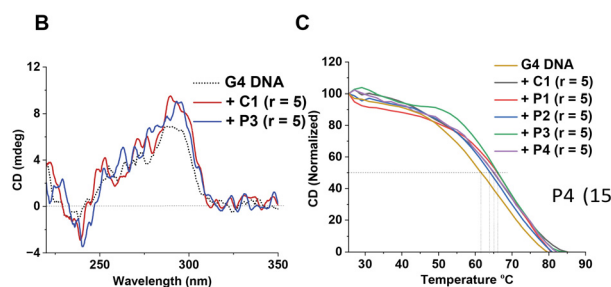 B
12
8
4
0
−4
CD (mdeg)
G4 DNA
+ C1 (r = 5)
+ P3 (r = 5)
220 250 300 350
Wavelength (nm)
C
120
100
80
60
40
20
0
CD (Normalized)
G4 DNA
+ C1 (r = 5)
+ P1 (r = 5)
+ P2 (r = 5)
+ P3 (r = 5)
+ P4 (r = 5)
P4 (15
30 40 50 60 70 80 90
Temperature °C